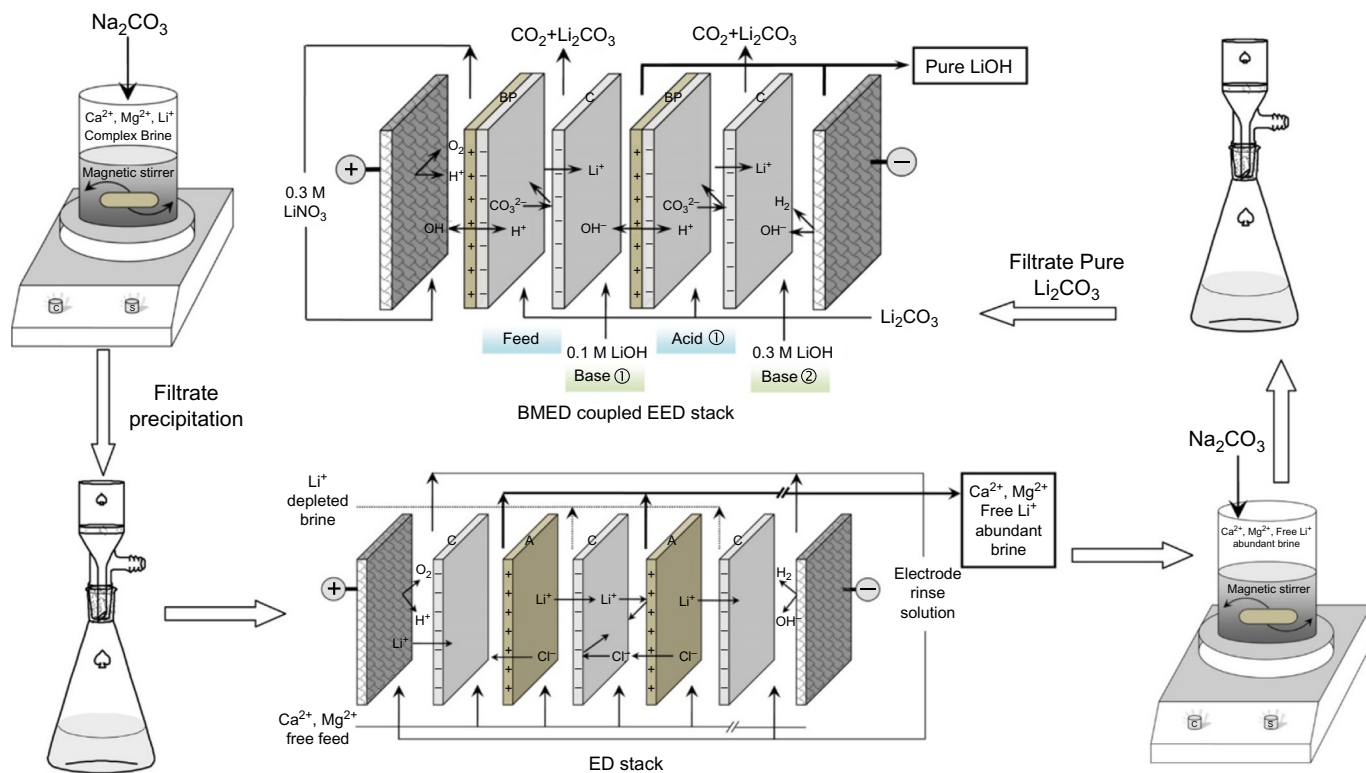 Na₂CO₃
Ca²⁺, Mg²⁺, Li⁺
Complex Brine
Magnetic stirrer
C
S
Filtrate
precipitation
CO₂+Li₂CO₃
CO₂+Li₂CO₃
Pure LiOH
BP
C
BP
C
+
−
O₂
H⁺
OH
CO₃²⁻
H⁺
Li⁺
OH⁻
CO₃²⁻
H⁺
Li⁺
H₂
OH⁻
0.3 M
LiNO₃
Li₂CO₃
Feed
0.1 M LiOH
Base ①
Acid ①
0.3 M LiOH
Base ②
BMED coupled EED stack
Filtrate Pure
Li₂CO₃
Li⁺
depleted
brine
C
A
C
A
C
+
−
O₂
H⁺
Li⁺
Li⁺
Li⁺
Li⁺
Cl⁻
Cl⁻
Cl⁻
H₂
OH⁻
Ca²⁺, Mg²⁺
Free Li⁺
abundant
brine
Electrode
rinse
solution
Ca²⁺, Mg²⁺
free feed
ED stack
Na₂CO₃
Ca²⁺, Mg²⁺, Free Li⁺
abundant brine
Magnetic stirrer
C
S